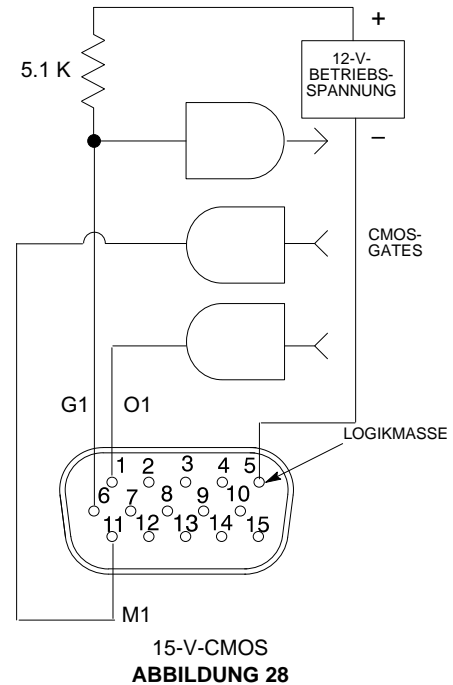 +
5.1 K
12-V-
BETRIEBS-
SPANNUNG
–
CMOS-
GATES
G1 O1
LOGIKMASSE
1 2 3 4 5
6 7 8 9 10
11 12 13 14 15
M1
15-V-CMOS
ABBILDUNG 28